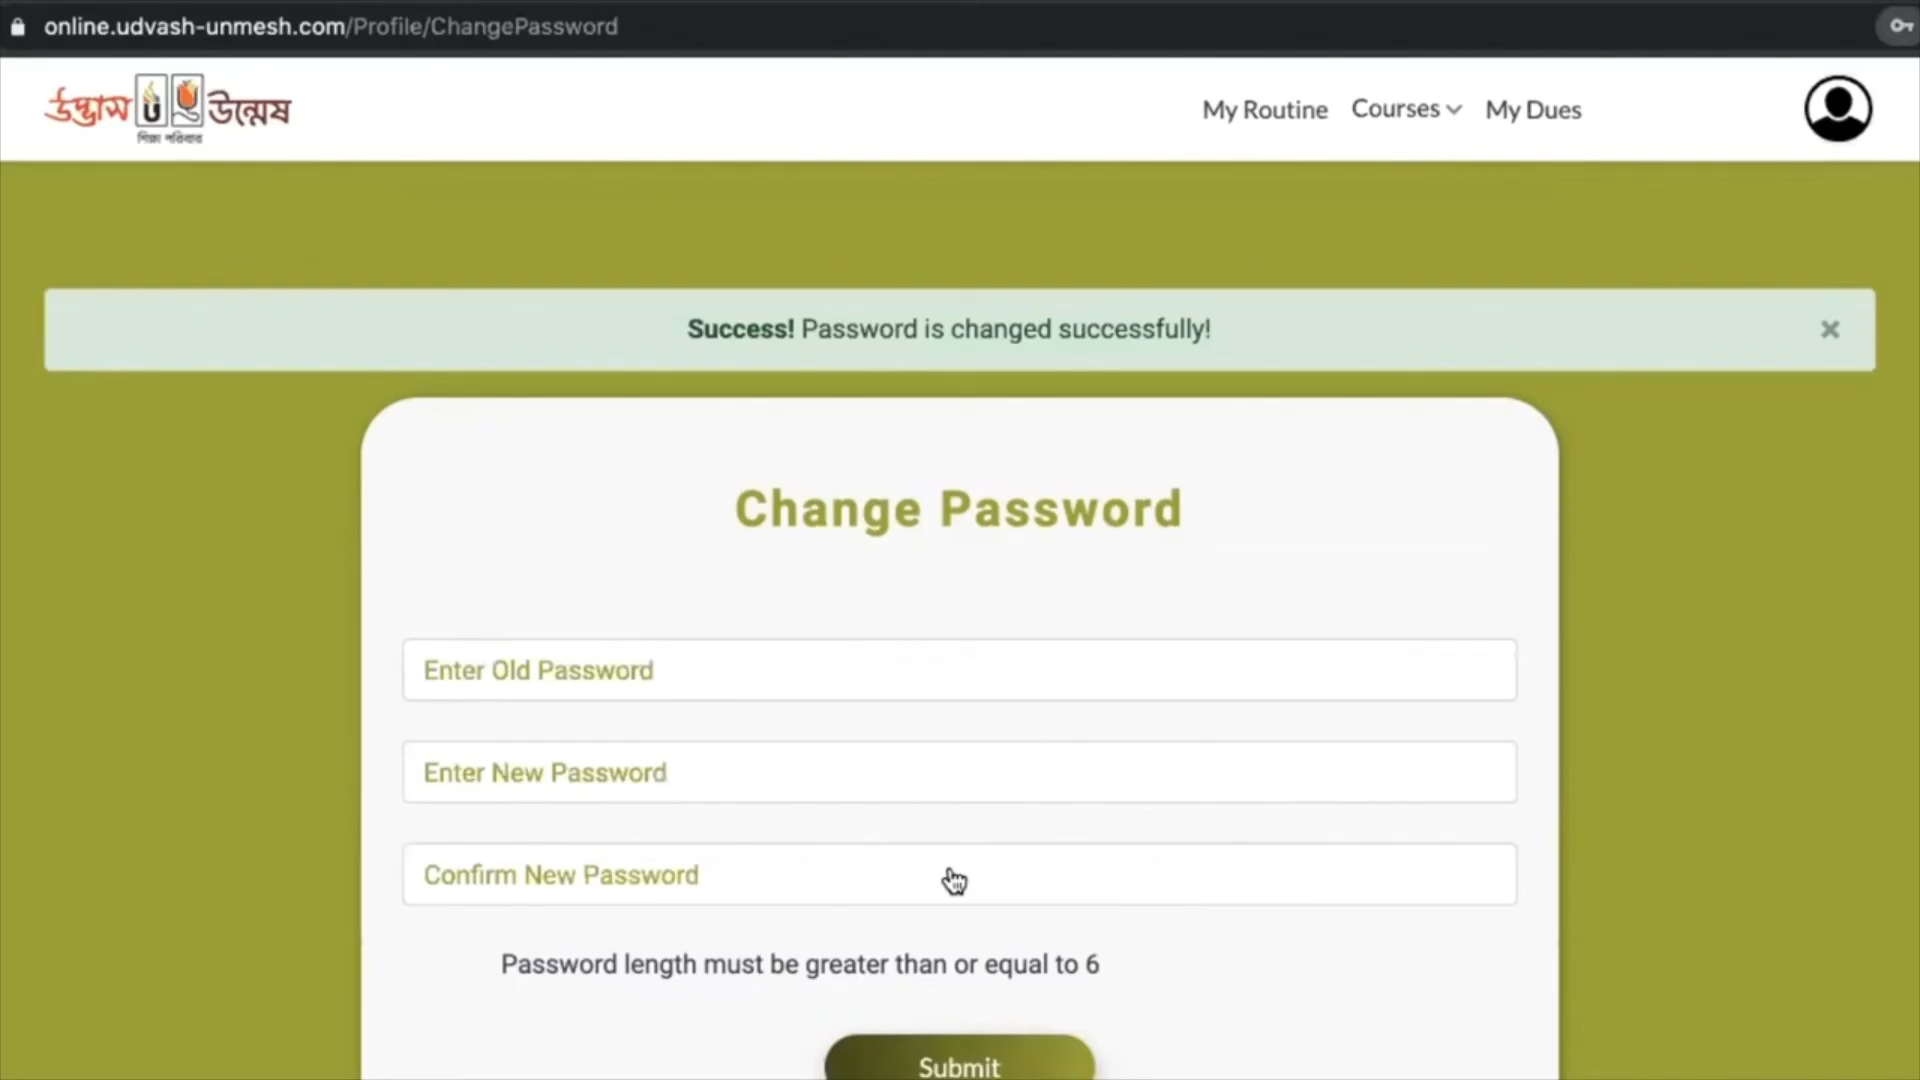 online.udvash-unmesh.com/Profile/ChangePassword
উদ্ভাস উন্মেষ
শিক্ষা পরিবার
My Routine Courses My Dues
Success! Password is changed successfully!
Change Password
Enter Old Password
Enter New Password
Confirm New Password
Password length must be greater than or equal to 6
Submit